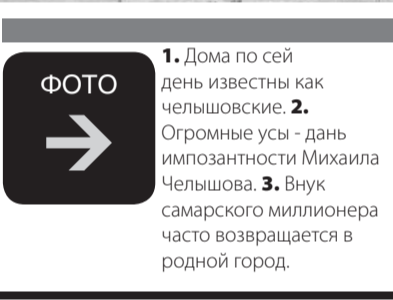 ФОТО
1. Дома по сей
день известны как
челышовские. 2.
Огромные усы - дань
импозантности Михаила
Челышова. 3. Внук
самарского миллионера
часто возвращается в
родной город.